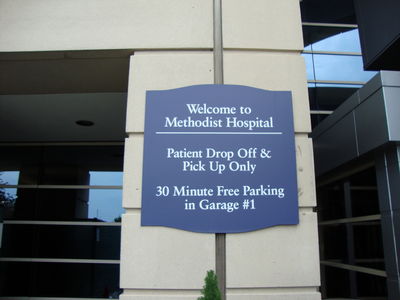 Welcome to
Methodist Hospital
Patient Drop Off &
Pick Up Only
30 Minute Free Parking
in Garage #1